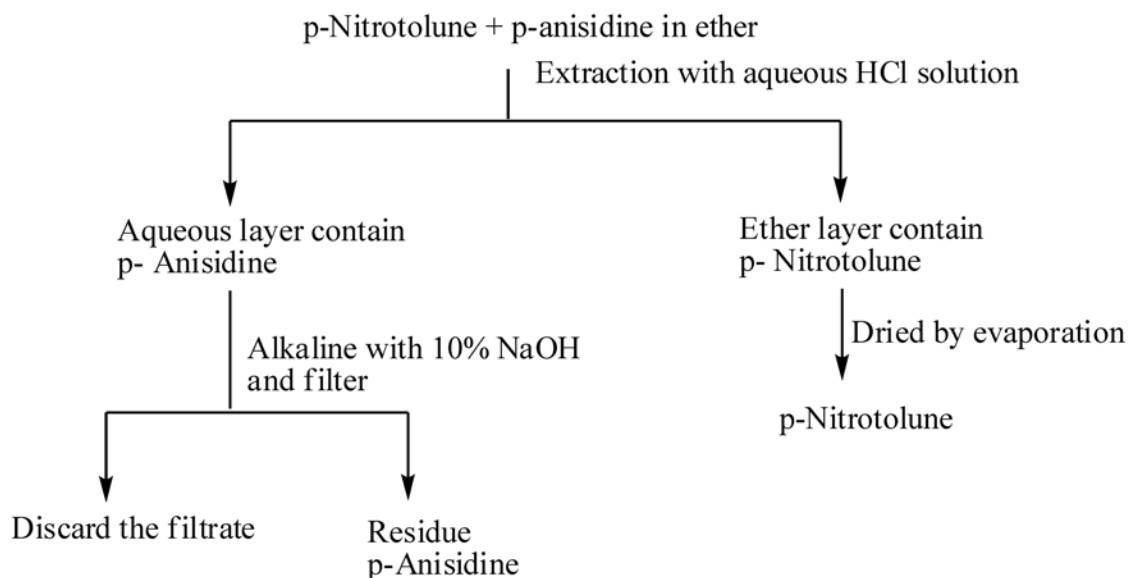 p-Nitrotolune + p-anisidine in ether
Extraction with aqueous HCl solution
Aqueous layer contain
p- Anisidine
Ether layer contain
p- Nitrotolune
Alkaline with 10% NaOH
and filter
Dried by evaporation
p-Nitrotolune
Discard the filtrate
Residue
p-Anisidine